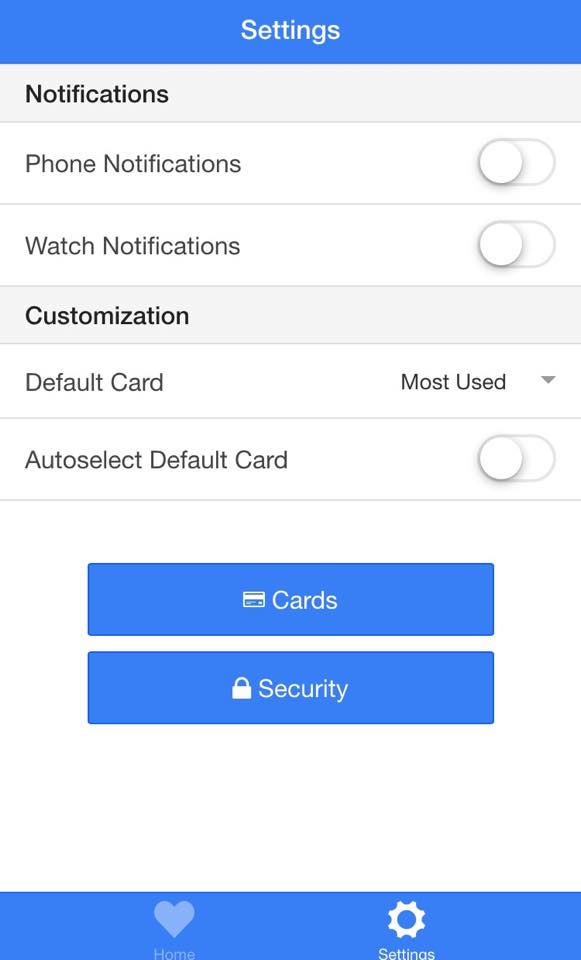 Settings
Notifications
Phone Notifications
Watch Notifications
Customization
Default Card Most Used
Autoselect Default Card
Cards
Security
Home Settings